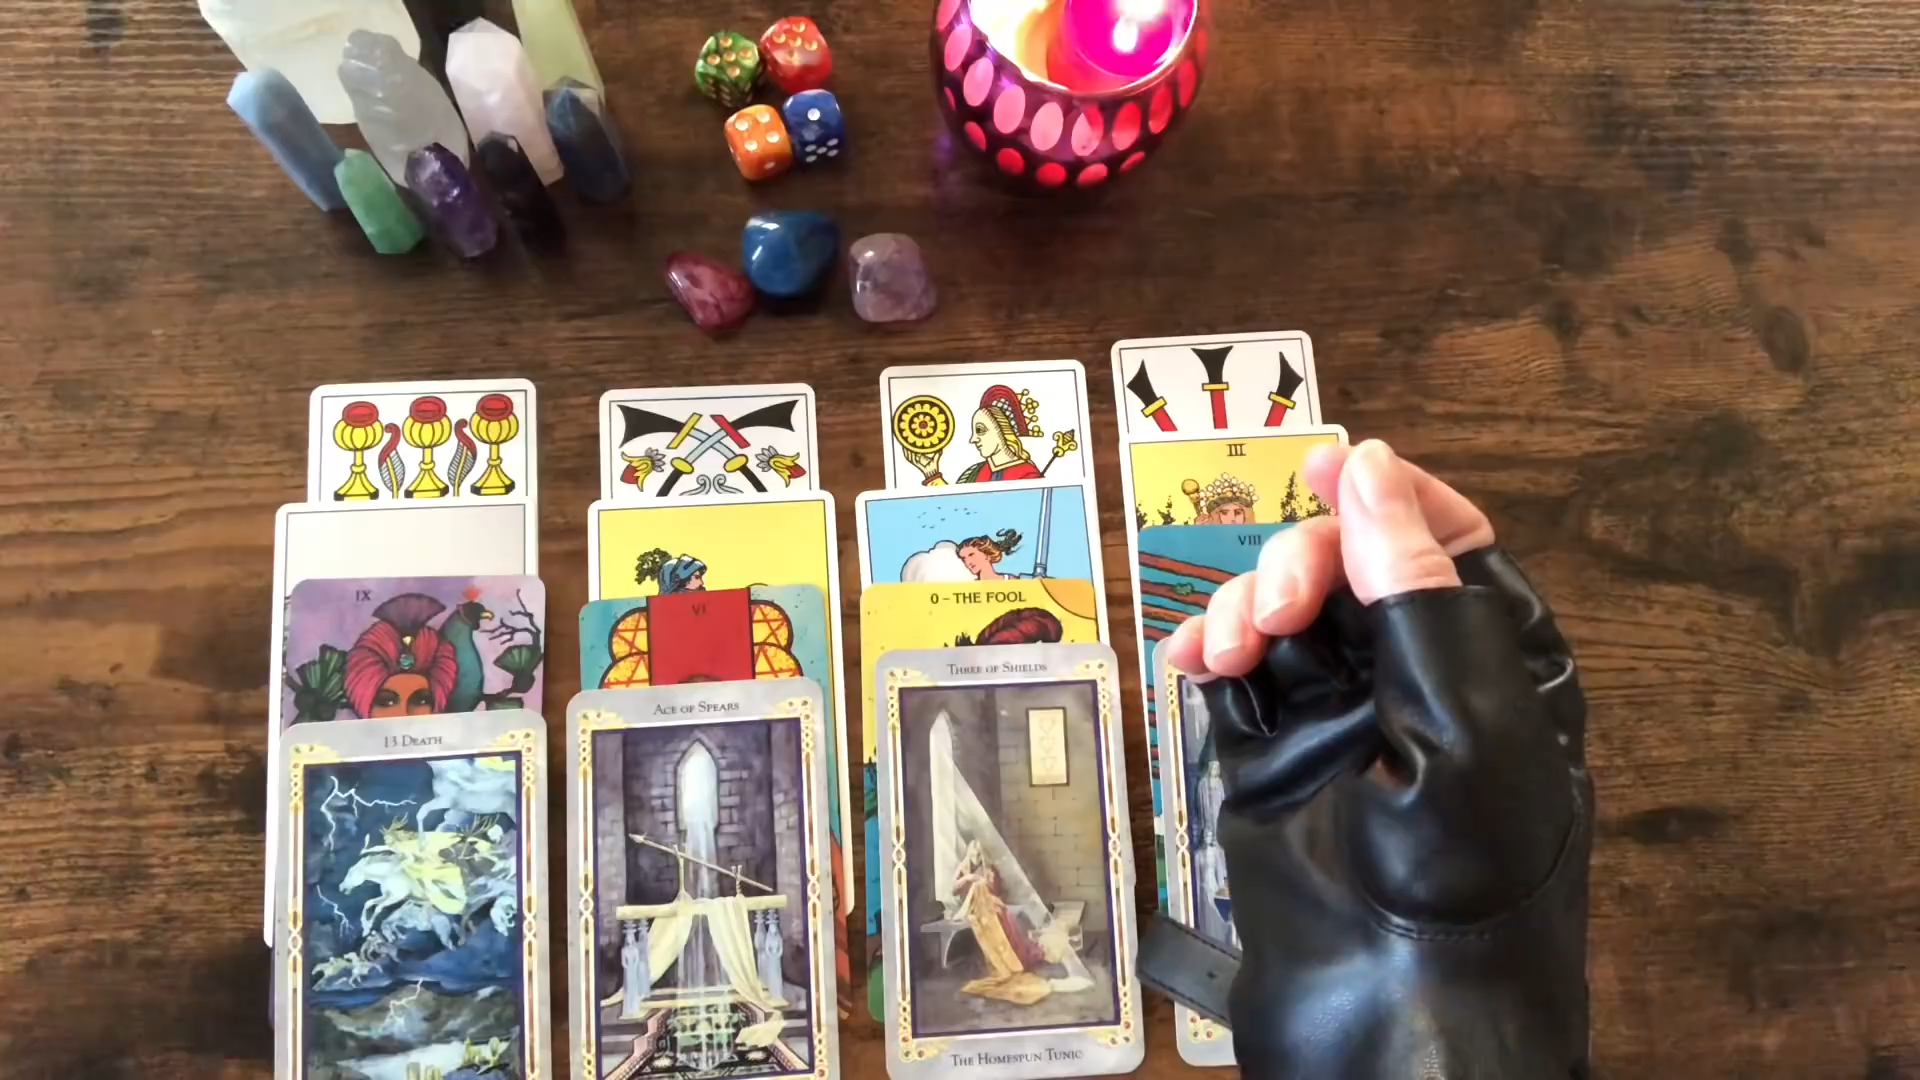 III
VIII
IX
VI
0 – THE FOOL
THREE OF SHIELDS
ACE OF SPEARS
13 DEATH
THE HOMESPUN TUNIC